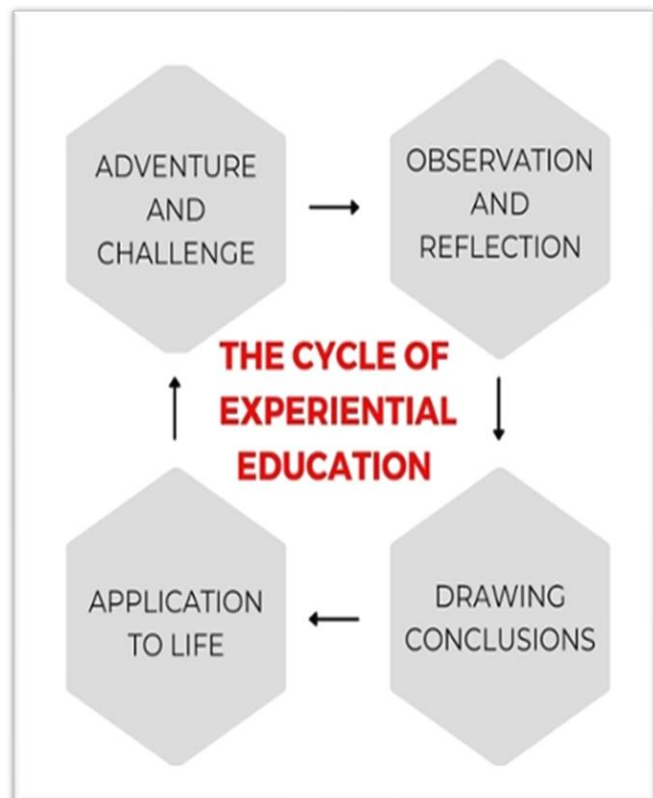 ADVENTURE
AND
CHALLENGE
OBSERVATION
AND
REFLECTION
THE CYCLE OF
EXPERIENTIAL
EDUCATION
APPLICATION
TO LIFE
DRAWING
CONCLUSIONS